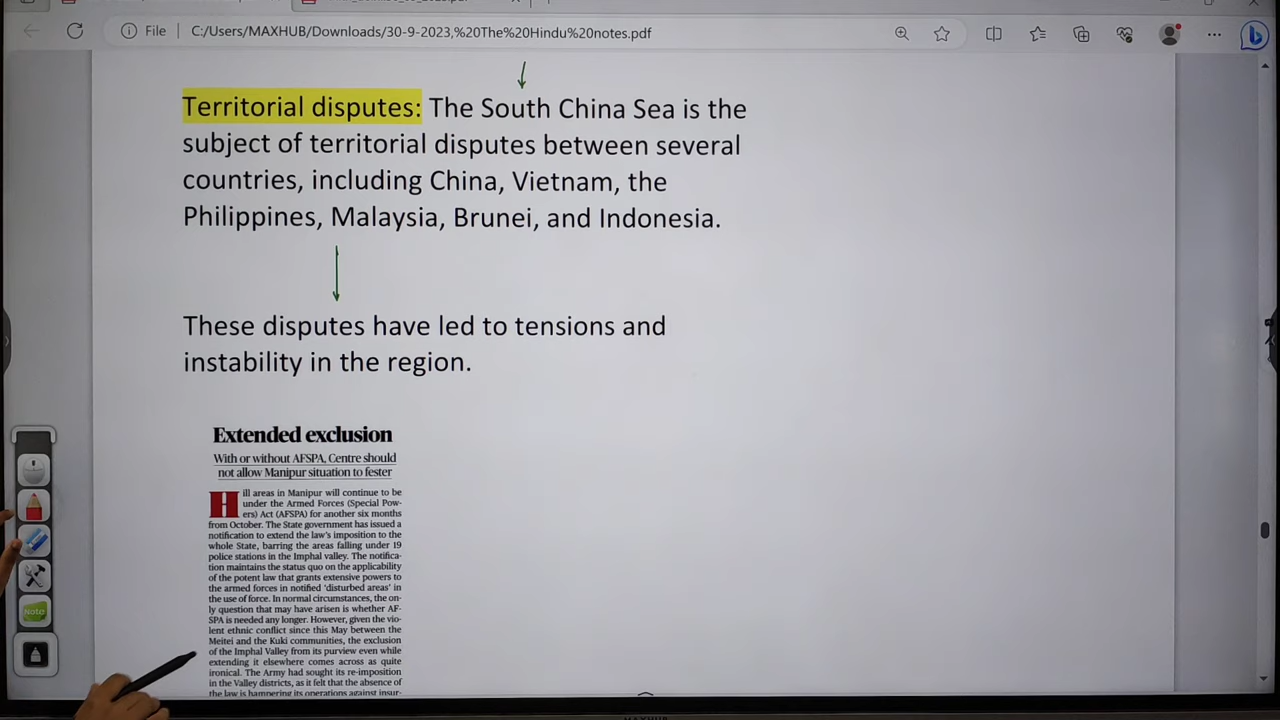 File
C:/Users/MAXHUB/Downloads/30-9-2023,%20The%20Hindu%20notes.pdf
Territorial disputes: The South China Sea is the
subject of territorial disputes between several
countries, including China, Vietnam, the
Philippines, Malaysia, Brunei, and Indonesia.
These disputes have led to tensions and
instability in the region.
Extended exclusion
With or without AFSPA, Centre should
not allow Manipur situation to fester
Hill areas in Manipur will continue to be
under the Armed Forces (Special Pow-
ers) Act (AFSPA) for another six months
from October. The State government has issued a
notification to extend the law's imposition to the
whole State, barring the areas falling under 19
police stations in the Imphal valley. The notifica-
tion maintains the status quo on the applicability
of the potent law that grants extensive powers to
the armed forces in notified 'disturbed areas' in
the use of force. In normal circumstances, the on-
ly question that may have arisen is whether AF-
SPA is needed any longer. However, given the vio-
lent ethnic conflict since this May between the
Meitei and the Kuki communities, the exclusion
of the Imphal Valley from its purview even while
extending it elsewhere comes across as quite
ironical. The Army had sought its re-imposition
in the Valley districts, as it felt that the absence of
the law is hampering its operations against insur-
Note
MAXHUB